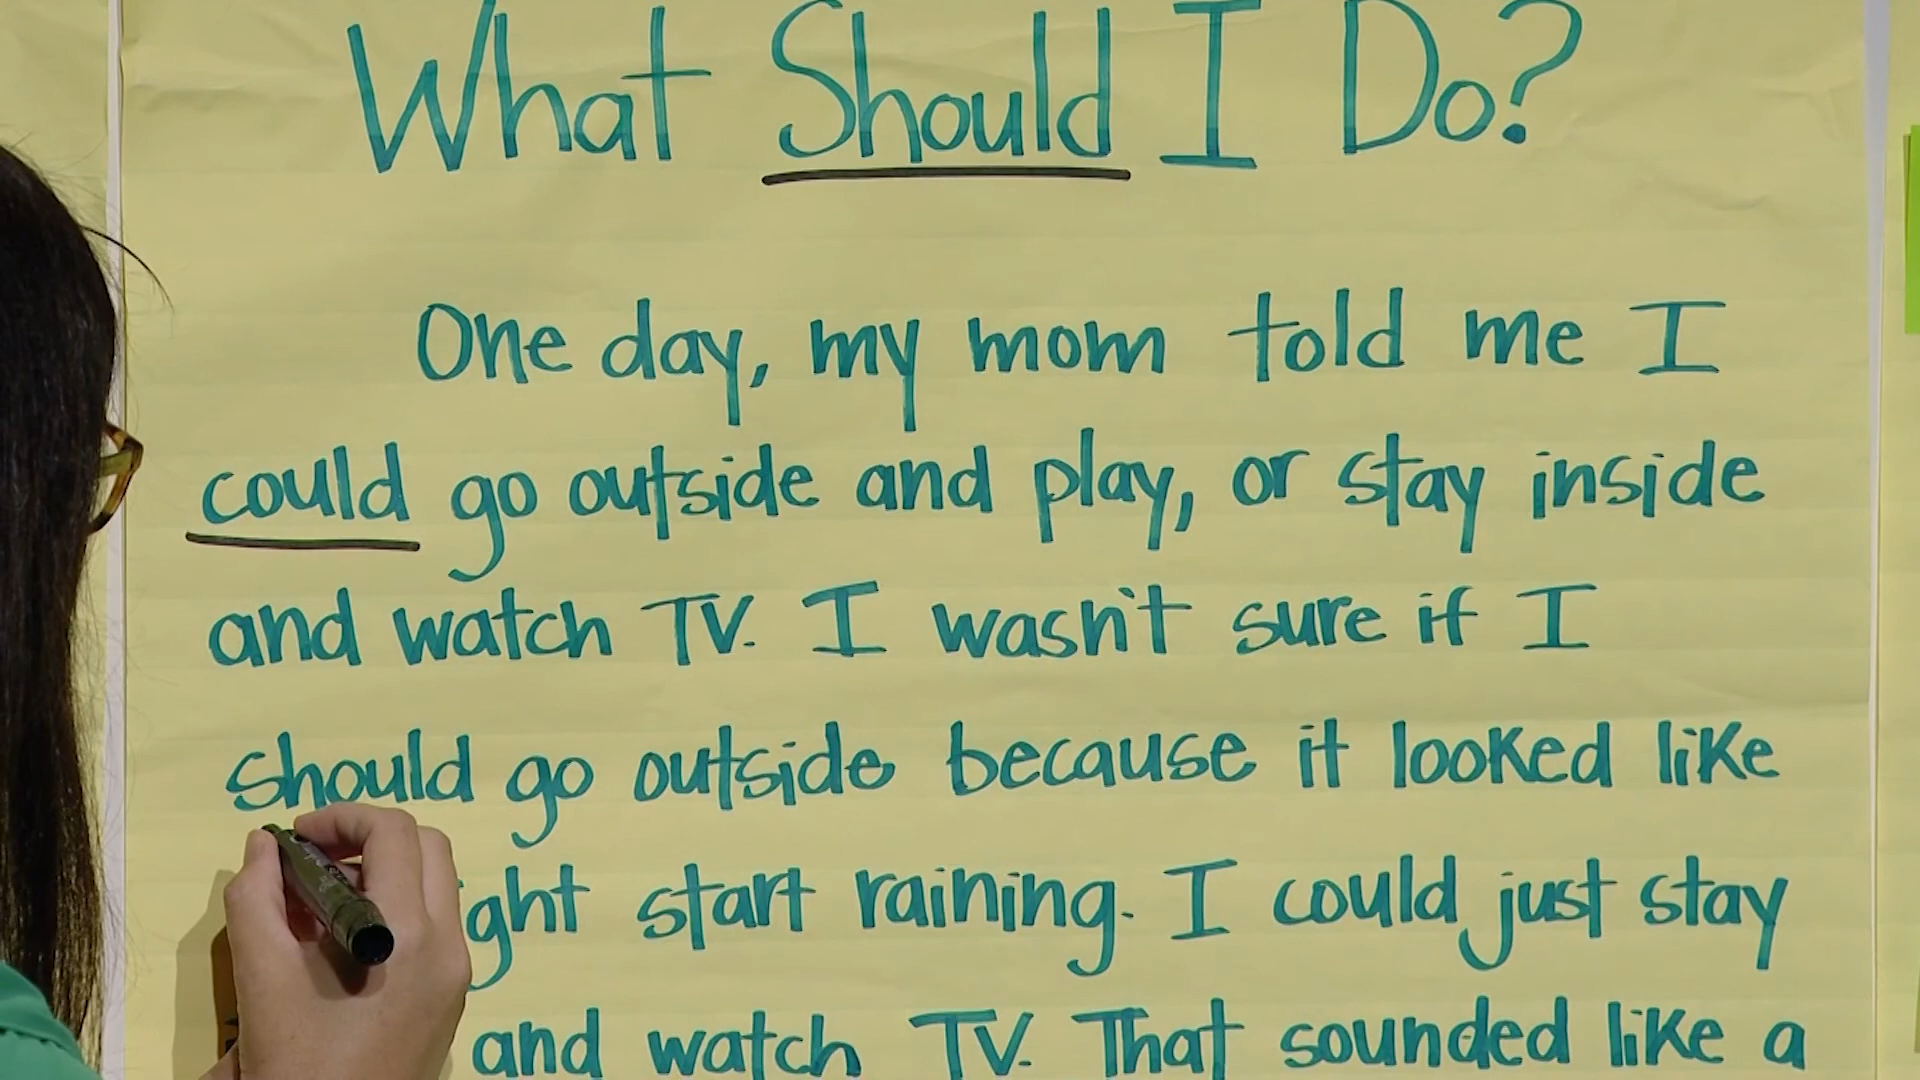 What Should I Do?
One day, my mom told me I
could go outside and play, or stay inside
and watch TV. I wasn't sure if I
should go outside because it looked like
start raining. I could just stay
and watch TV. That sounded like a